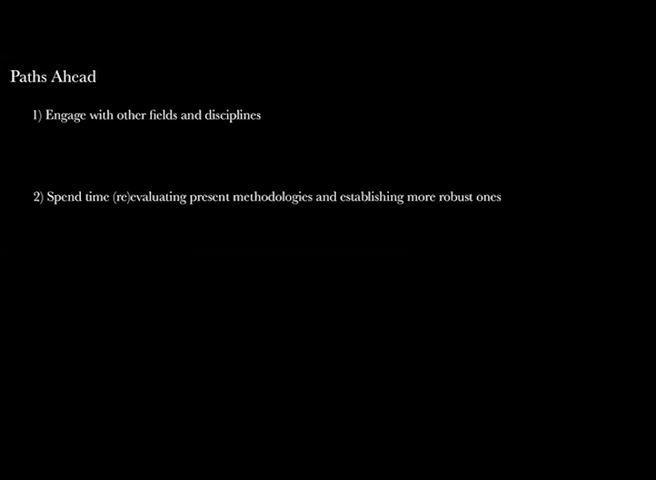 Paths Ahead
1) Engage with other fields and disciplines
2) Spend time (re)evaluating present methodologies and establishing more robust ones